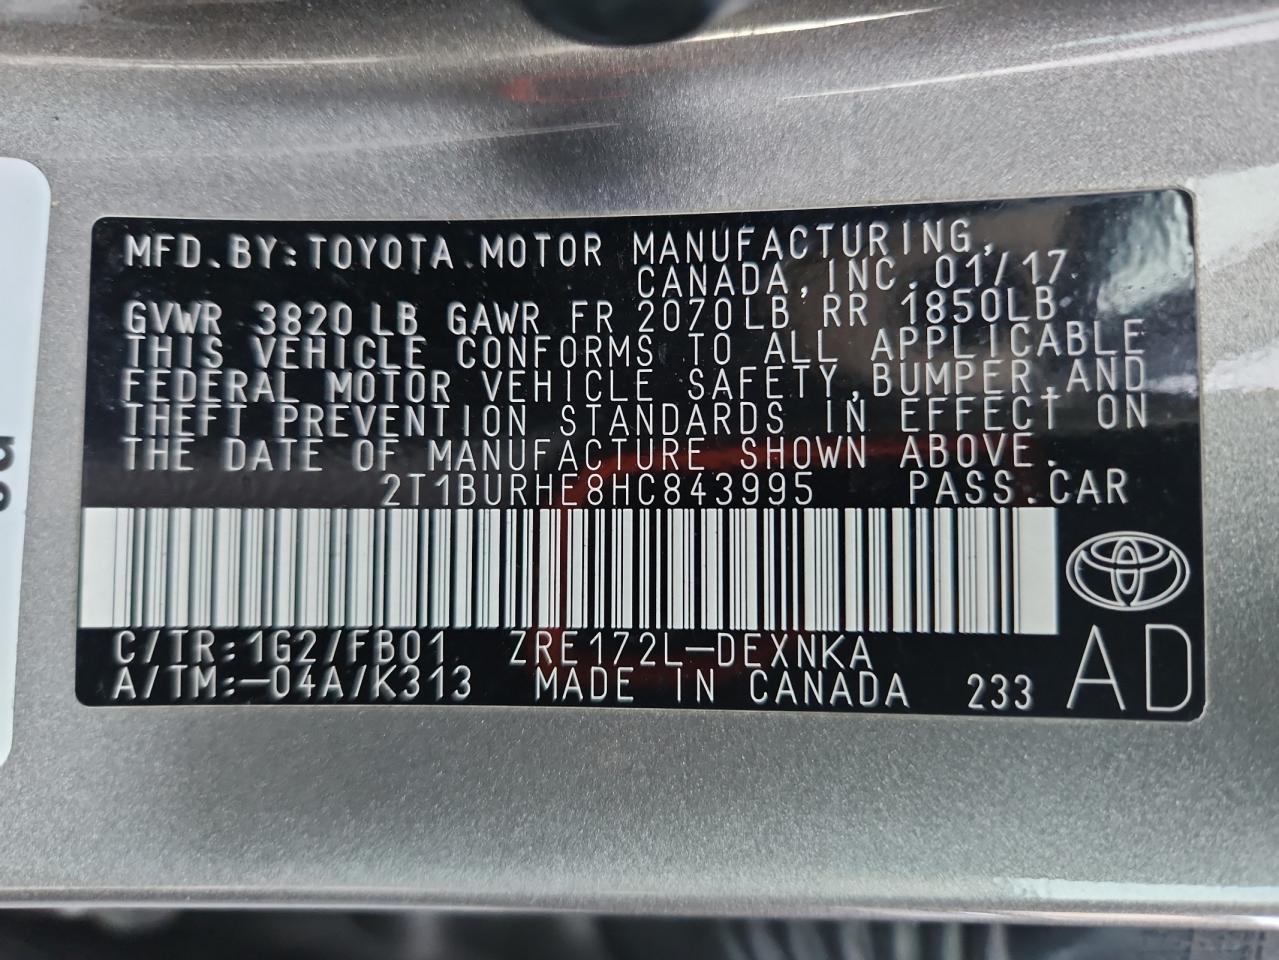 MFD.BY:TOYOTA MOTOR MANUFACTURING,
CANADA,INC.01/17
GVWR 3820LB GAWR FR 2070LB RR 1850LB
THIS VEHICLE CONFORMS TO ALL APPLICABLE
FEDERAL MOTOR VEHICLE SAFETY,BUMPER,AND
THEFT PREVENTION STANDARDS IN EFFECT ON
THE DATE OF MANUFACTURE SHOWN ABOVE.
2T1BURHE8HC843995 PASS.CAR
C/TR:1G2/FB01 ZRE172L-DEXNKA
A/TM:-04A/K313 MADE IN CANADA 233 AD